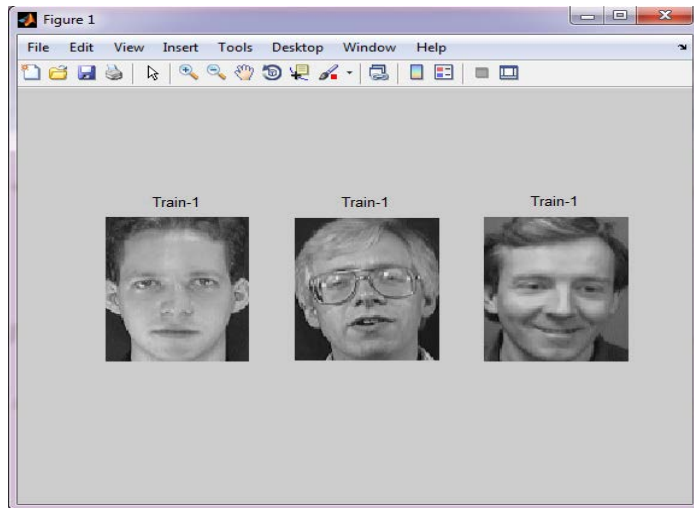 Figure 1
File Edit View Insert Tools Desktop Window Help
Train-1 Train-1 Train-1